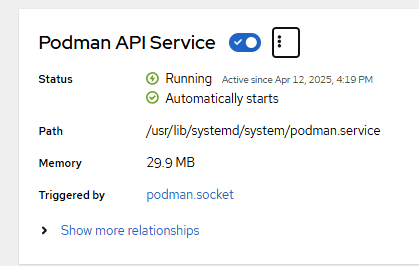 Podman API Service
Status
Running Active since Apr 12, 2025, 4:19 PM
Automatically starts
Path /usr/lib/systemd/system/podman.service
Memory 29.9 MB
Triggered by podman.socket
Show more relationships